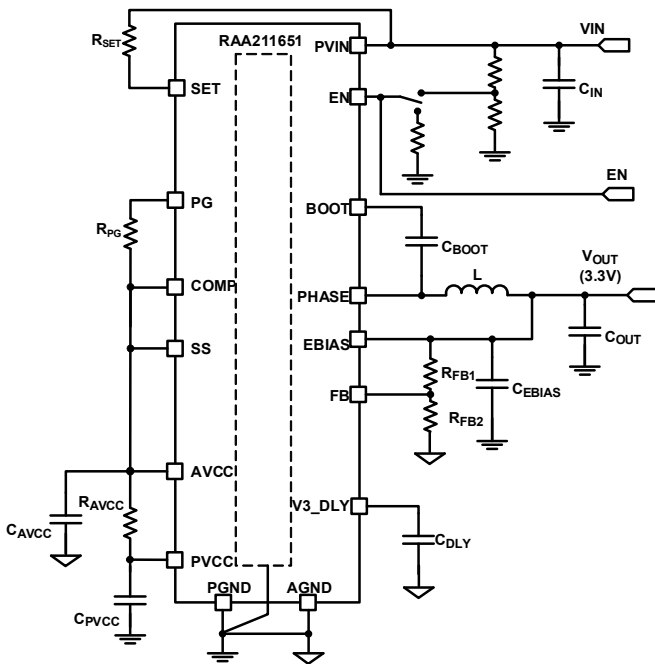 RSET
RAA211651
PVIN
VIN
SET
EN
CIN
PG
BOOT
EN
RPG
CBOOT
COMP
PHASE
L
VOUT
(3.3V)
SS
EBIAS
COUT
RFB1
CEBIAS
FB
RFB2
AVCC
RAVCC
CAVCC
V3_DLY
CDLY
PVCC
CPVCC
PGND
AGND